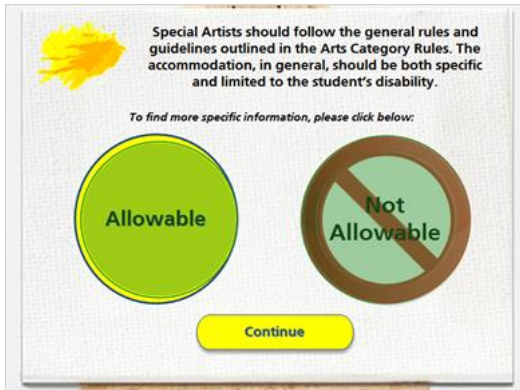 Special Artists should follow the general rules and
guidelines outlined in the Arts Category Rules. The
accommodation, in general, should be both specific
and limited to the student's disability.
To find more specific information, please click below:
Allowable
Not
Allowable
Continue